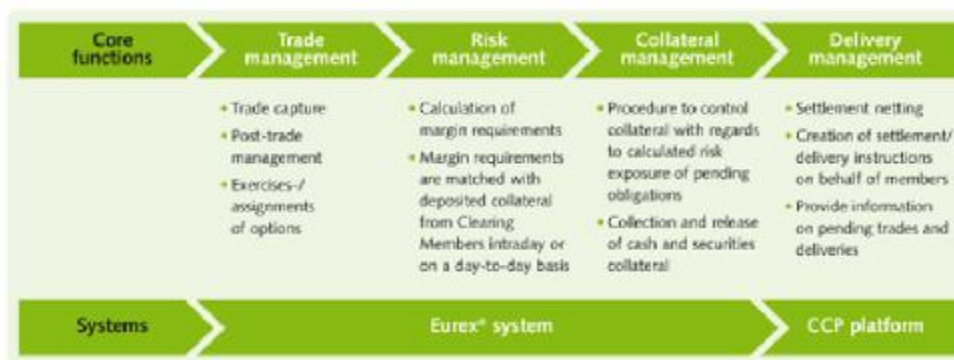 Core
functions
Trade
management
Risk
management
Collateral
management
Delivery
management
• Trade capture
• Post-trade
management
• Exercises-/
assignments
of options
• Calculation of
margin requirements
• Margin requirements
are matched with
deposited collateral
from Clearing
Members intraday or
on a day-to-day basis
• Procedure to control
collateral with regards
to calculated risk
exposure of pending
obligations
• Collection and release
of cash and securities
collateral
• Settlement netting
• Creation of settlement/
delivery instructions
on behalf of members
• Provide information
on pending trades and
deliveries
Systems
Eurex® system
CCP platform